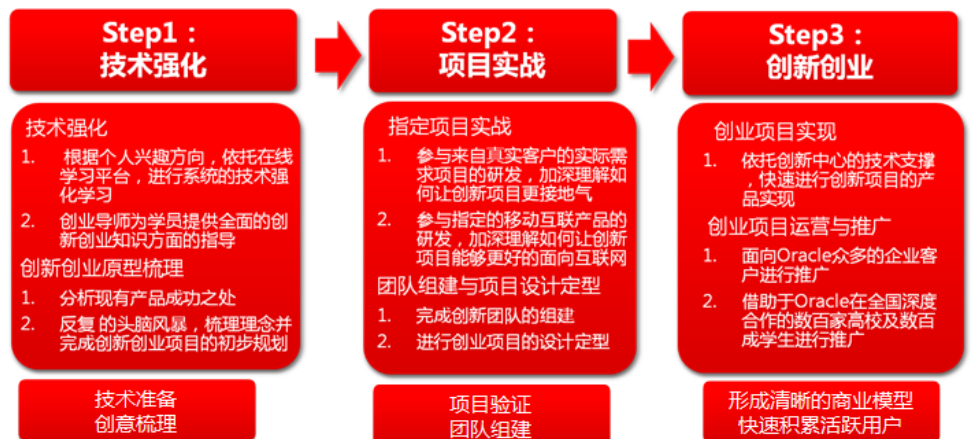 Step1：
技术强化
技术强化
1. 根据个人兴趣方向，依托在线
学习平台，进行系统的技术强
化学习
2. 创业导师为学员提供全面的创
新创业知识方面的指导
创新创业原型梳理
1. 分析现有产品成功之处
2. 反复 的头脑风暴，梳理理念并
完成创新创业项目的初步规划
技术准备
创意梳理
Step2：
项目实战
指定项目实战
1. 参与来自真实客户的实际需
求项目的研发，加深理解如
何让创新项目更接地气
2. 参与指定的移动互联产品的
研发，加深理解如何让创新
项目能够更好的面向互联网
团队组建与项目设计定型
1. 完成创新团队的组建
2. 进行创业项目的设计定型
项目验证
团队组建
Step3：
创新创业
创业项目实现
1. 依托创新中心的技术支撑
，快速进行创新项目的产
品实现
创业项目运营与推广
1. 面向Oracle众多的企业客
户进行推广
2. 借助于Oracle在全国深度
合作的数百家高校及数百
成学生进行推广
形成清晰的商业模型
快速积累活跃用户